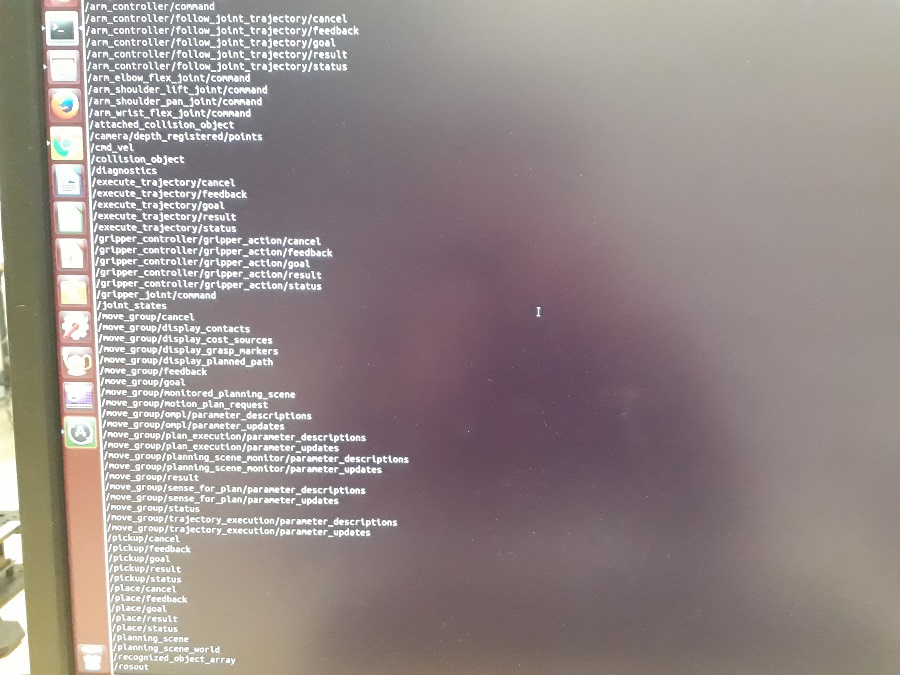 /arm_controller/command
/arm_controller/follow_joint_trajectory/cancel
/arm_controller/follow_joint_trajectory/feedback
/arm_controller/follow_joint_trajectory/goal
/arm_controller/follow_joint_trajectory/result
/arm_controller/follow_joint_trajectory/status
/arm_elbow_flex_joint/command
/arm_shoulder_lift_joint/command
/arm_shoulder_pan_joint/command
/arm_wrist_flex_joint/command
/attached_collision_object
/camera/depth_registered/points
/cmd_vel
/collision_object
/diagnostics
/execute_trajectory/cancel
/execute_trajectory/feedback
/execute_trajectory/goal
/execute_trajectory/result
/execute_trajectory/status
/gripper_controller/gripper_action/cancel
/gripper_controller/gripper_action/feedback
/gripper_controller/gripper_action/goal
/gripper_controller/gripper_action/result
/gripper_controller/gripper_action/status
/gripper_joint/command
/joint_states
/move_group/cancel
/move_group/display_contacts
/move_group/display_cost_sources
/move_group/display_grasp_markers
/move_group/display_planned_path
/move_group/feedback
/move_group/goal
/move_group/monitored_planning_scene
/move_group/motion_plan_request
/move_group/ompl/parameter_descriptions
/move_group/ompl/parameter_updates
/move_group/plan_execution/parameter_descriptions
/move_group/plan_execution/parameter_updates
/move_group/planning_scene_monitor/parameter_descriptions
/move_group/planning_scene_monitor/parameter_updates
/move_group/result
/move_group/sense_for_plan/parameter_descriptions
/move_group/sense_for_plan/parameter_updates
/move_group/status
/move_group/trajectory_execution/parameter_descriptions
/move_group/trajectory_execution/parameter_updates
/pickup/cancel
/pickup/feedback
/pickup/goal
/pickup/result
/pickup/status
/place/cancel
/place/feedback
/place/goal
/place/result
/place/status
/planning_scene
/planning_scene_world
/recognized_object_array
/rosout